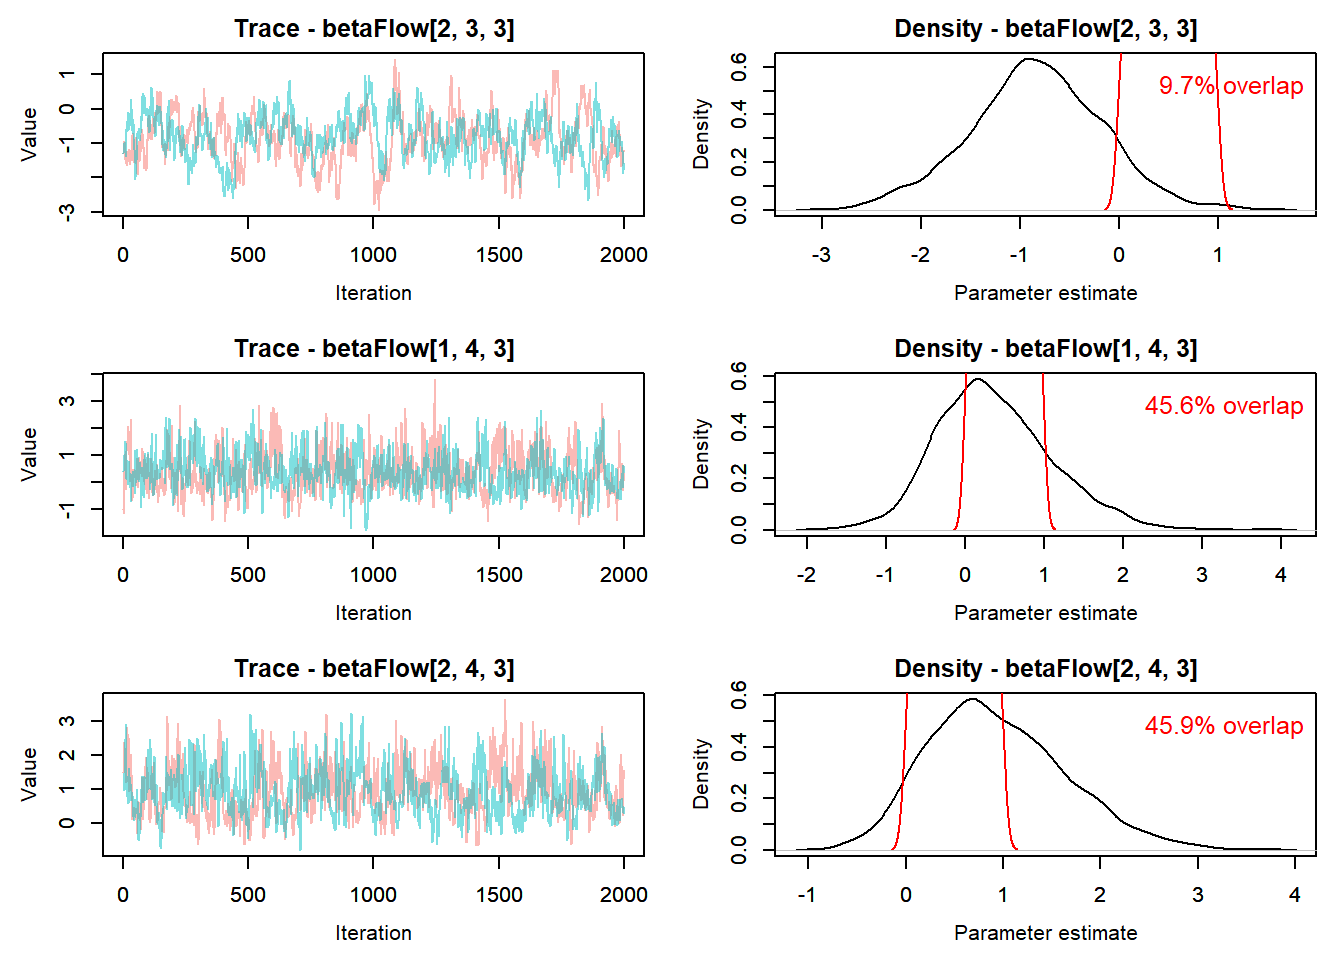 Trace - betaFlow[2, 3, 3]
Value
1
0
-1
-3
0
500
1000
1500
2000
Iteration
Density - betaFlow[2, 3, 3]
Density
0.6
0.4
0.2
0.0
9.7% overlap
-3
-2
-1
0
1
Parameter estimate
Trace - betaFlow[1, 4, 3]
Value
3
1
-1
0
500
1000
1500
2000
Iteration
Density - betaFlow[1, 4, 3]
Density
0.6
0.4
0.2
0.0
45.6% overlap
-2
-1
0
1
2
3
4
Parameter estimate
Trace - betaFlow[2, 4, 3]
Value
3
2
1
0
0
500
1000
1500
2000
Iteration
Density - betaFlow[2, 4, 3]
Density
0.6
0.4
0.2
0.0
45.9% overlap
-1
0
1
2
3
4
Parameter estimate